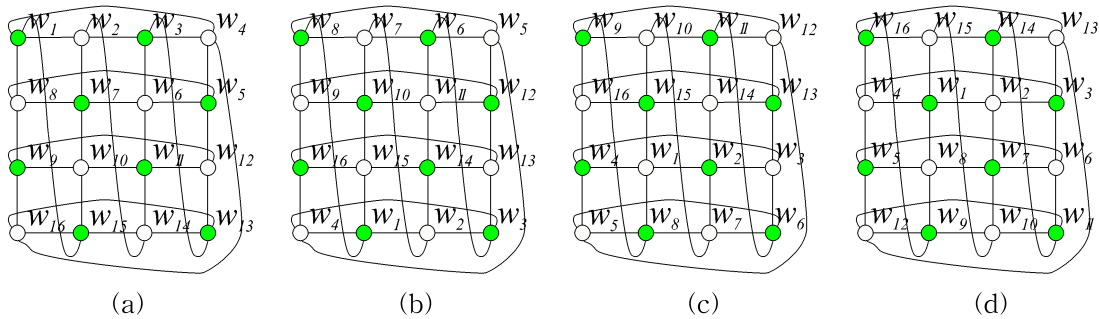 w1 w2 w3 w4 w8 w7 w6 w5 w9 w10 w11 w12 w16 w15 w14 w13
w8 w7 w6 w5 w4 w1 w2 w3 w9 w10 w11 w12 w16 w15 w14 w13
w9 w10 w11 w12 w16 w15 w14 w13 w4 w1 w2 w3 w5 w8 w7 w6
w16 w15 w14 w13 w4 w1 w2 w3 w5 w8 w7 w6 w12 w9 w10 w11
(a) (b) (c) (d)